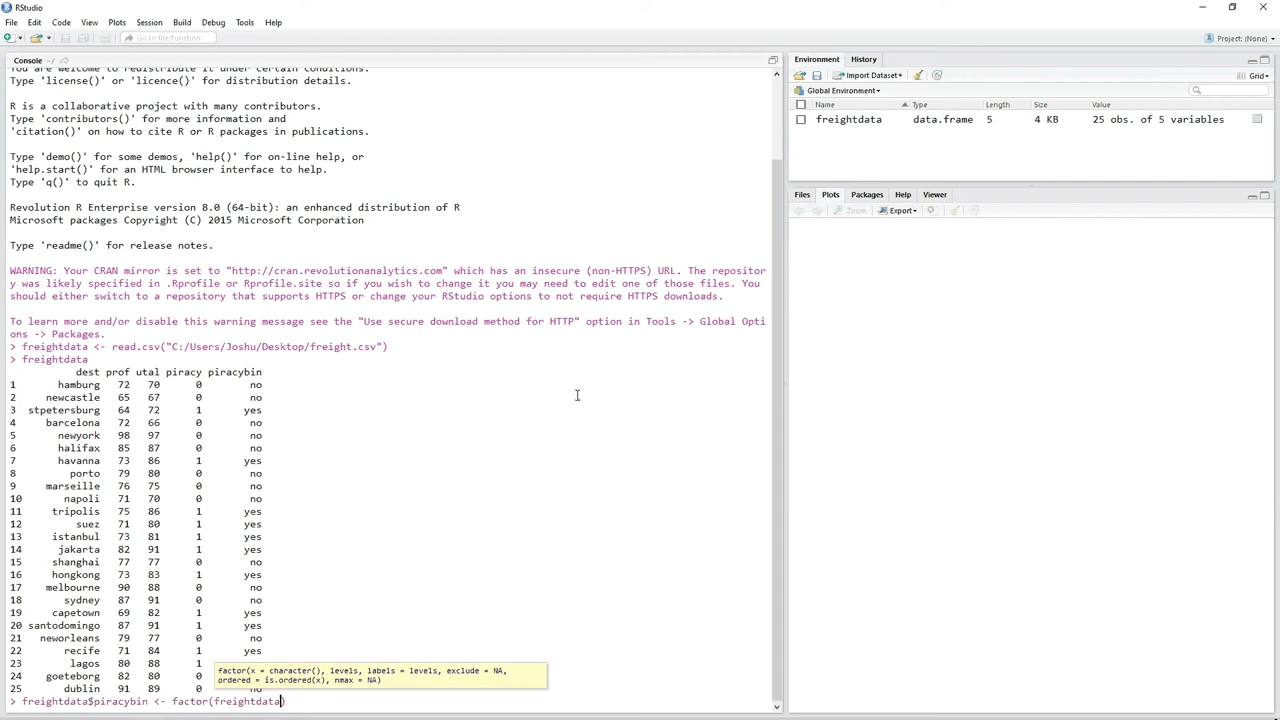 RStudio
File Edit Code View Plots Session Build Debug Tools Help
Go to file/function
Project: (None)
Console ~/
Environment History
Import Dataset
Grid
Global Environment
Name Type Length Size Value
freightdata data.frame 5 4 KB 25 obs. of 5 variables
Files Plots Packages Help Viewer
Zoom Export
You are welcome to redistribute it under certain conditions.
Type 'license()' or 'licence()' for distribution details.
R is a collaborative project with many contributors.
Type 'contributors()' for more information and
'citation()' on how to cite R or R packages in publications.
Type 'demo()' for some demos, 'help()' for on-line help, or
'help.start()' for an HTML browser interface to help.
Type 'q()' to quit R.
Revolution R Enterprise version 8.0 (64-bit): an enhanced distribution of R
Microsoft packages Copyright (C) 2015 Microsoft Corporation
Type 'readme()' for release notes.
WARNING: Your CRAN mirror is set to "http://cran.revolutionanalytics.com" which has an insecure (non-HTTPS) URL. The repositor
y was likely specified in .Rprofile or Rprofile.site so if you wish to change it you may need to edit one of those files. You
should either switch to a repository that supports HTTPS or change your RStudio options to not require HTTPS downloads.
To learn more and/or disable this warning message see the "Use secure download method for HTTP" option in Tools -> Global Opti
ons -> Packages.
> freightdata <- read.csv("C:/Users/Joshu/Desktop/freight.csv")
> freightdata
dest prof utal piracy piracybin
1 hamburg 72 70 0 no
2 newcastle 65 67 0 no
3 stpetersburg 64 72 1 yes
4 barcelona 72 66 0 no
5 newyork 98 97 0 no
6 halifax 85 87 0 no
7 havanna 73 86 1 yes
8 porto 79 80 0 no
9 marseille 76 75 0 no
10 napoli 71 70 0 no
11 tripolis 75 86 1 yes
12 suez 71 80 1 yes
13 istanbul 73 81 1 yes
14 jakarta 82 91 1 yes
15 shanghai 77 77 0 no
16 hongkong 73 83 1 yes
17 melbourne 90 88 0 no
18 sydney 87 91 0 no
19 capetown 69 82 1 yes
20 santodomingo 87 91 1 yes
21 neworleans 79 77 0 no
22 recife 71 84 1 yes
23 lagos 80 88 1
24 goeteborg 82 80 0
25 dublin 91 89 0 no
factor(x = character(), levels, labels = levels, exclude = NA,
ordered = is.ordered(x), nmax = NA)
> freightdata$piracybin <- factor(freightdata)